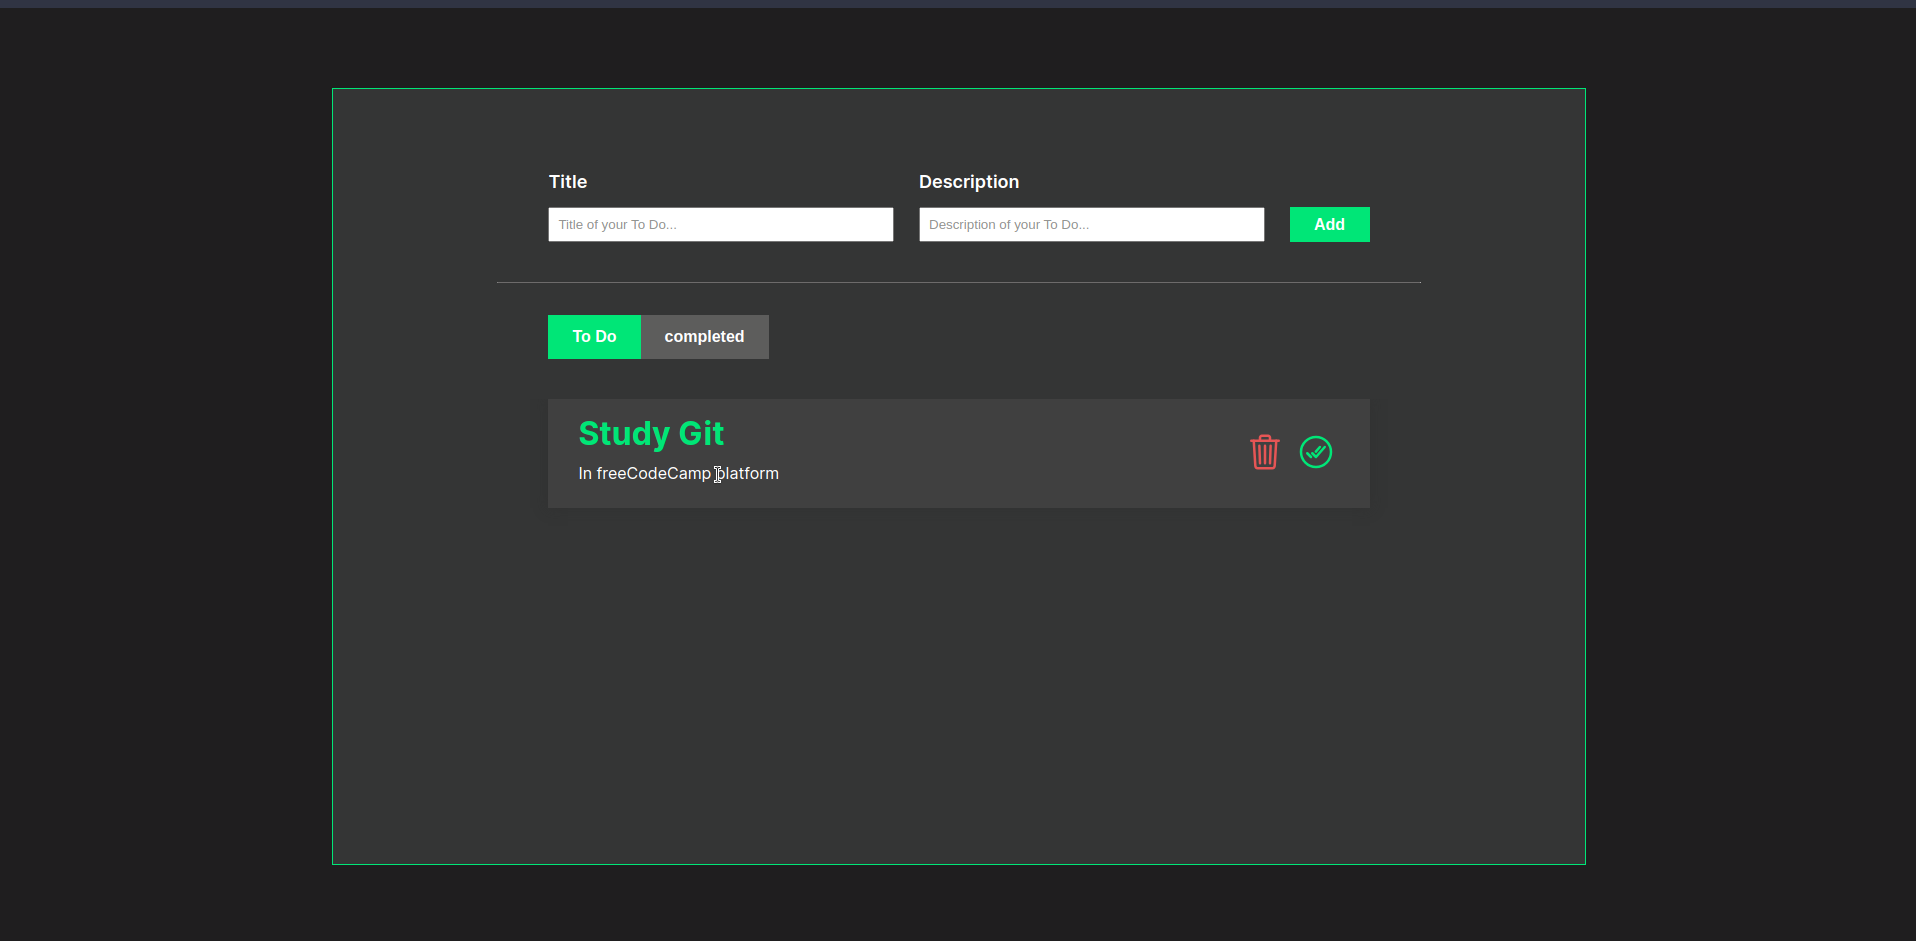 Title
Description
Title of your To Do...
Description of your To Do...
Add
To Do
completed
Study Git
In freeCodeCamp platform